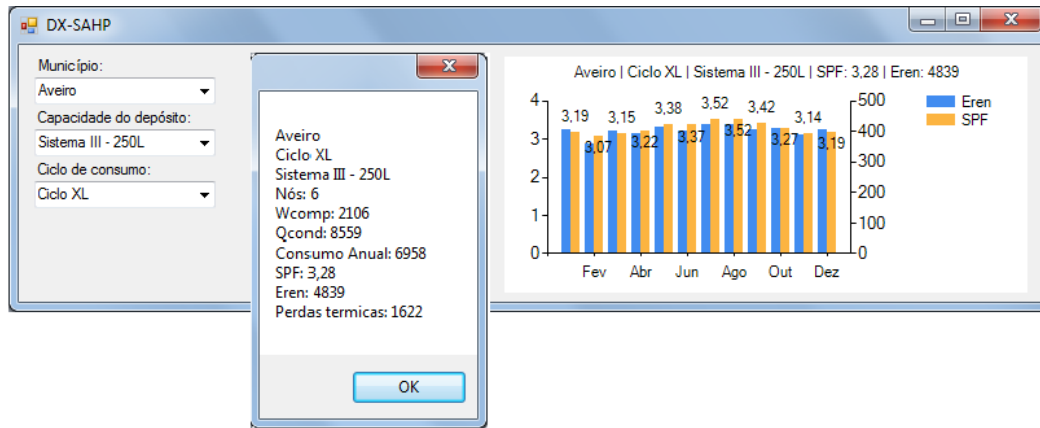 DX-SAHP
Município:
Aveiro
Capacidade do depósito:
Sistema III - 250L
Ciclo de consumo:
Ciclo XL
Aveiro
Ciclo XL
Sistema III - 250L
Nós: 6
Wcomp: 2106
Qcond: 8559
Consumo Anual: 6958
SPF: 3,28
Eren: 4839
Perdas termicas: 1622
OK
Aveiro | Ciclo XL | Sistema III - 250L | SPF: 3,28 | Eren: 4839
4
3
2
1
0
3,19
3,07
3,15
3,22
3,38
3,37
3,52
3,52
3,42
3,27
3,14
3,19
500
400
300
200
100
0
Fev Abr Jun Ago Out Dez
Eren
SPF